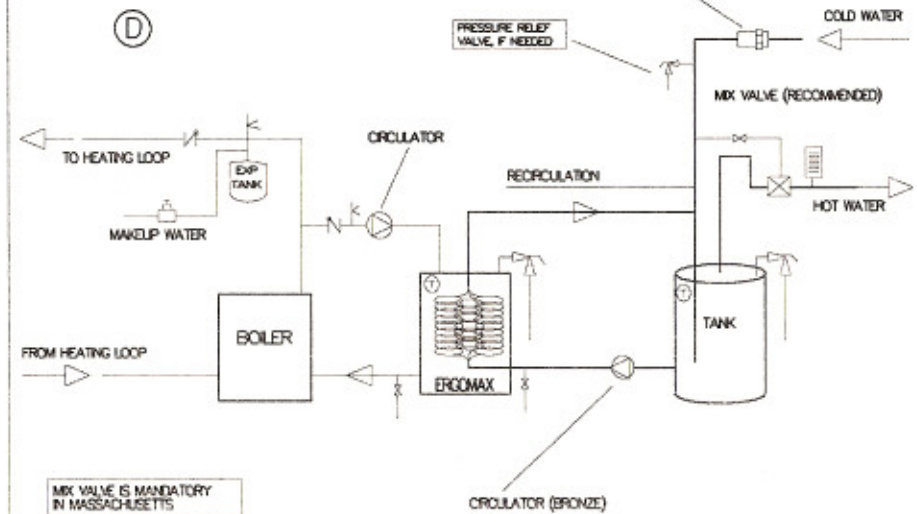 D
COLD WATER
PRESSURE RELIEF
VALVE, IF NEEDED
MIX VALVE (RECOMMENDED)
CIRCULATOR
TO HEATING LOOP
EXP
TANK
RECIRCULATION
HOT WATER
MAKEUP WATER
T
T
TANK
BOILER
FROM HEATING LOOP
ERGOMAX
MIX VALVE IS MANDATORY
IN MASSACHUSETTS
CIRCULATOR (BRONZE)